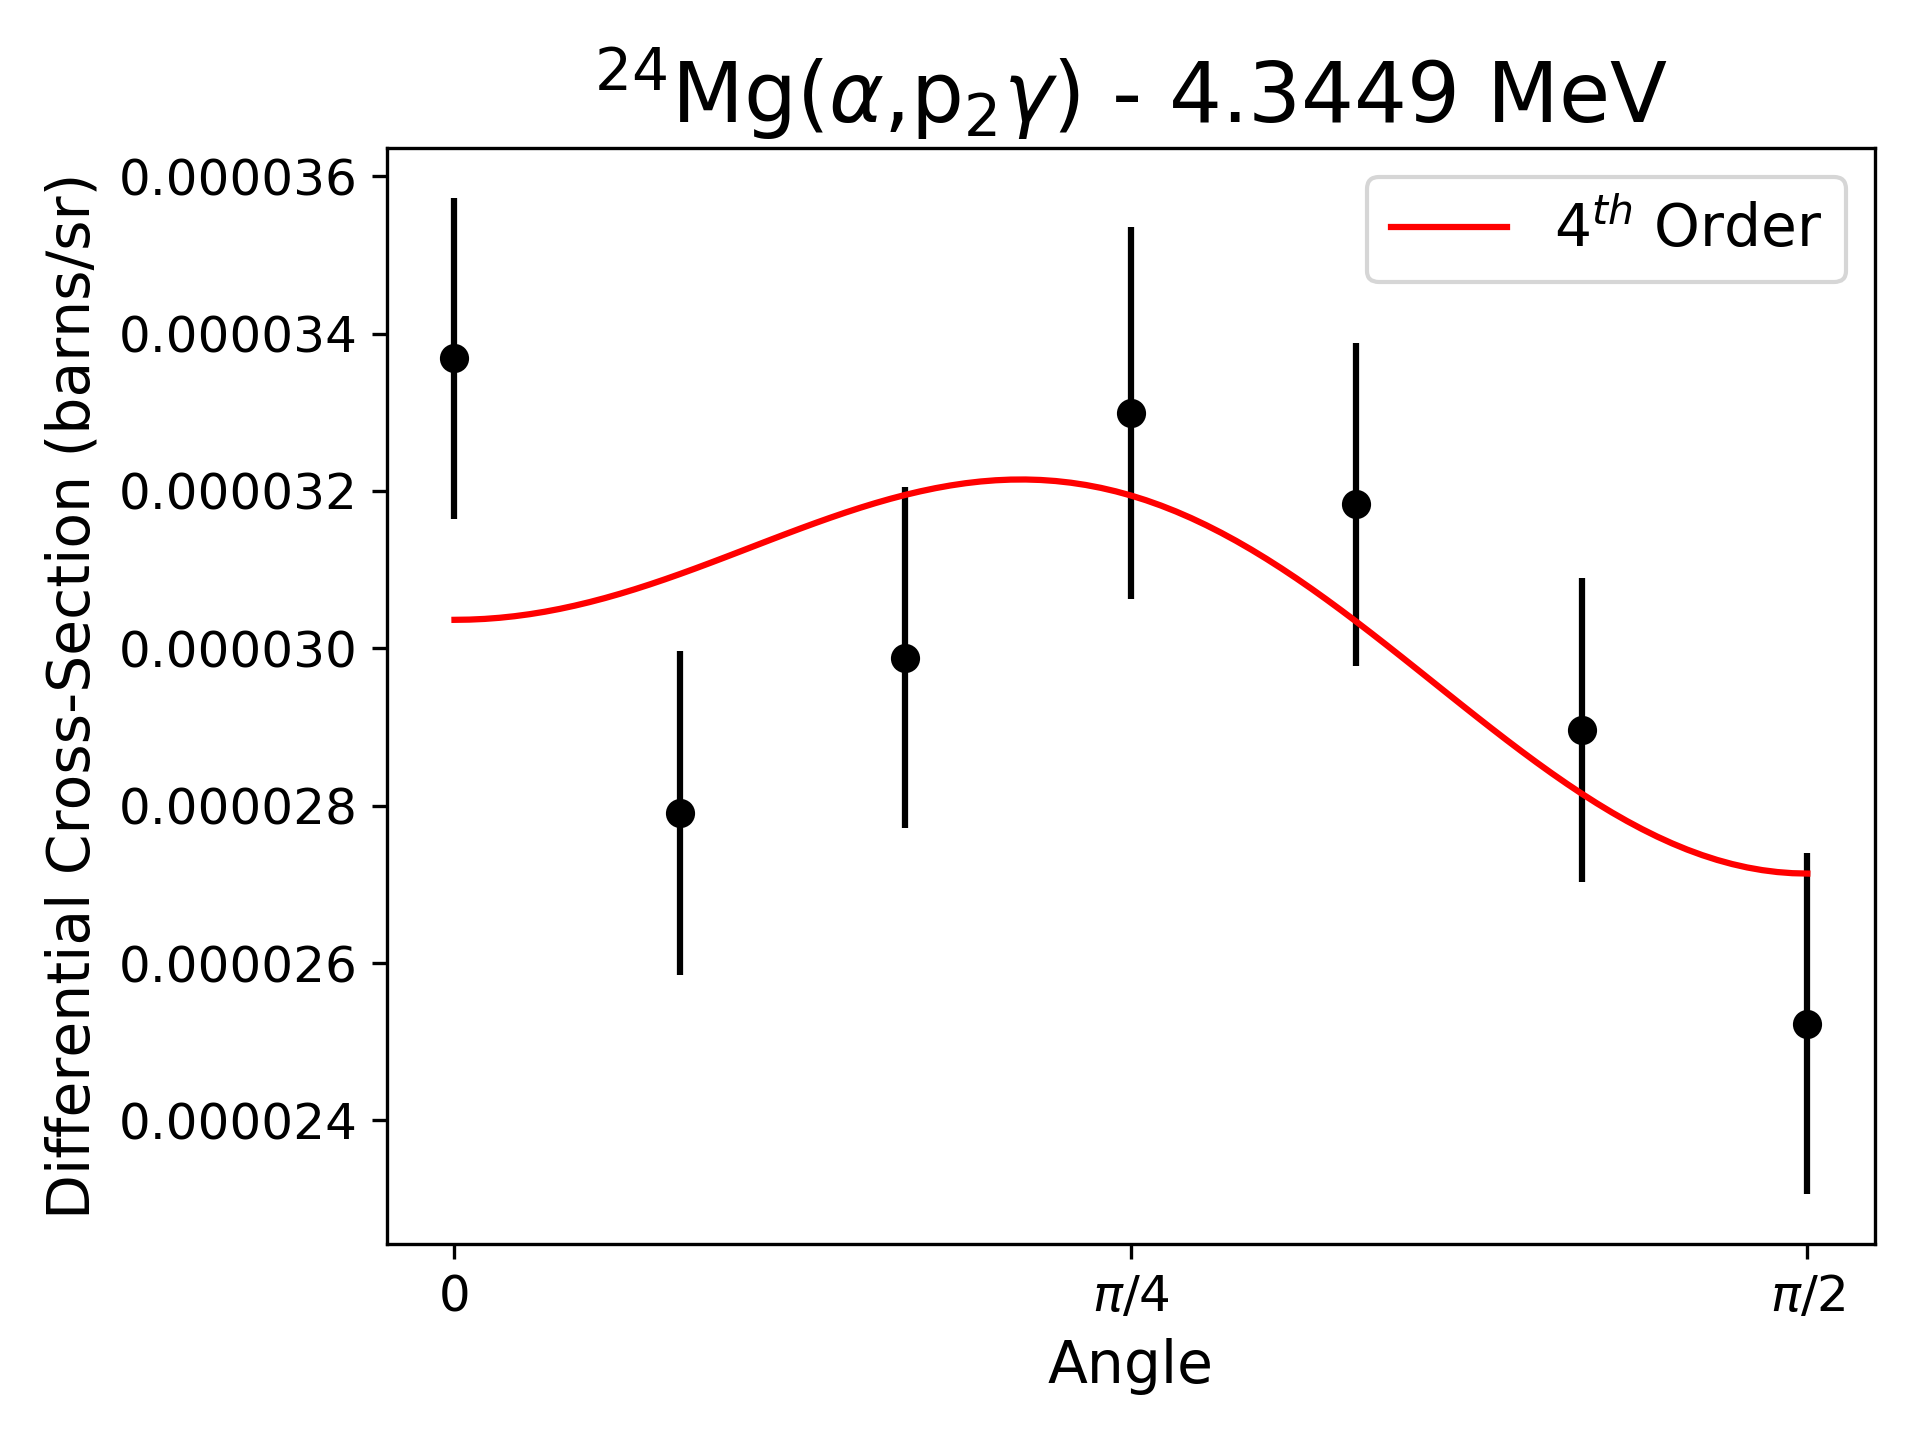 ²⁴Mg(α,p₂γ) - 4.3449 MeV
4ᵗʰ Order
Differential Cross-Section (barns/sr)
0.000036
0.000034
0.000032
0.000030
0.000028
0.000026
0.000024
0
π/4
π/2
Angle